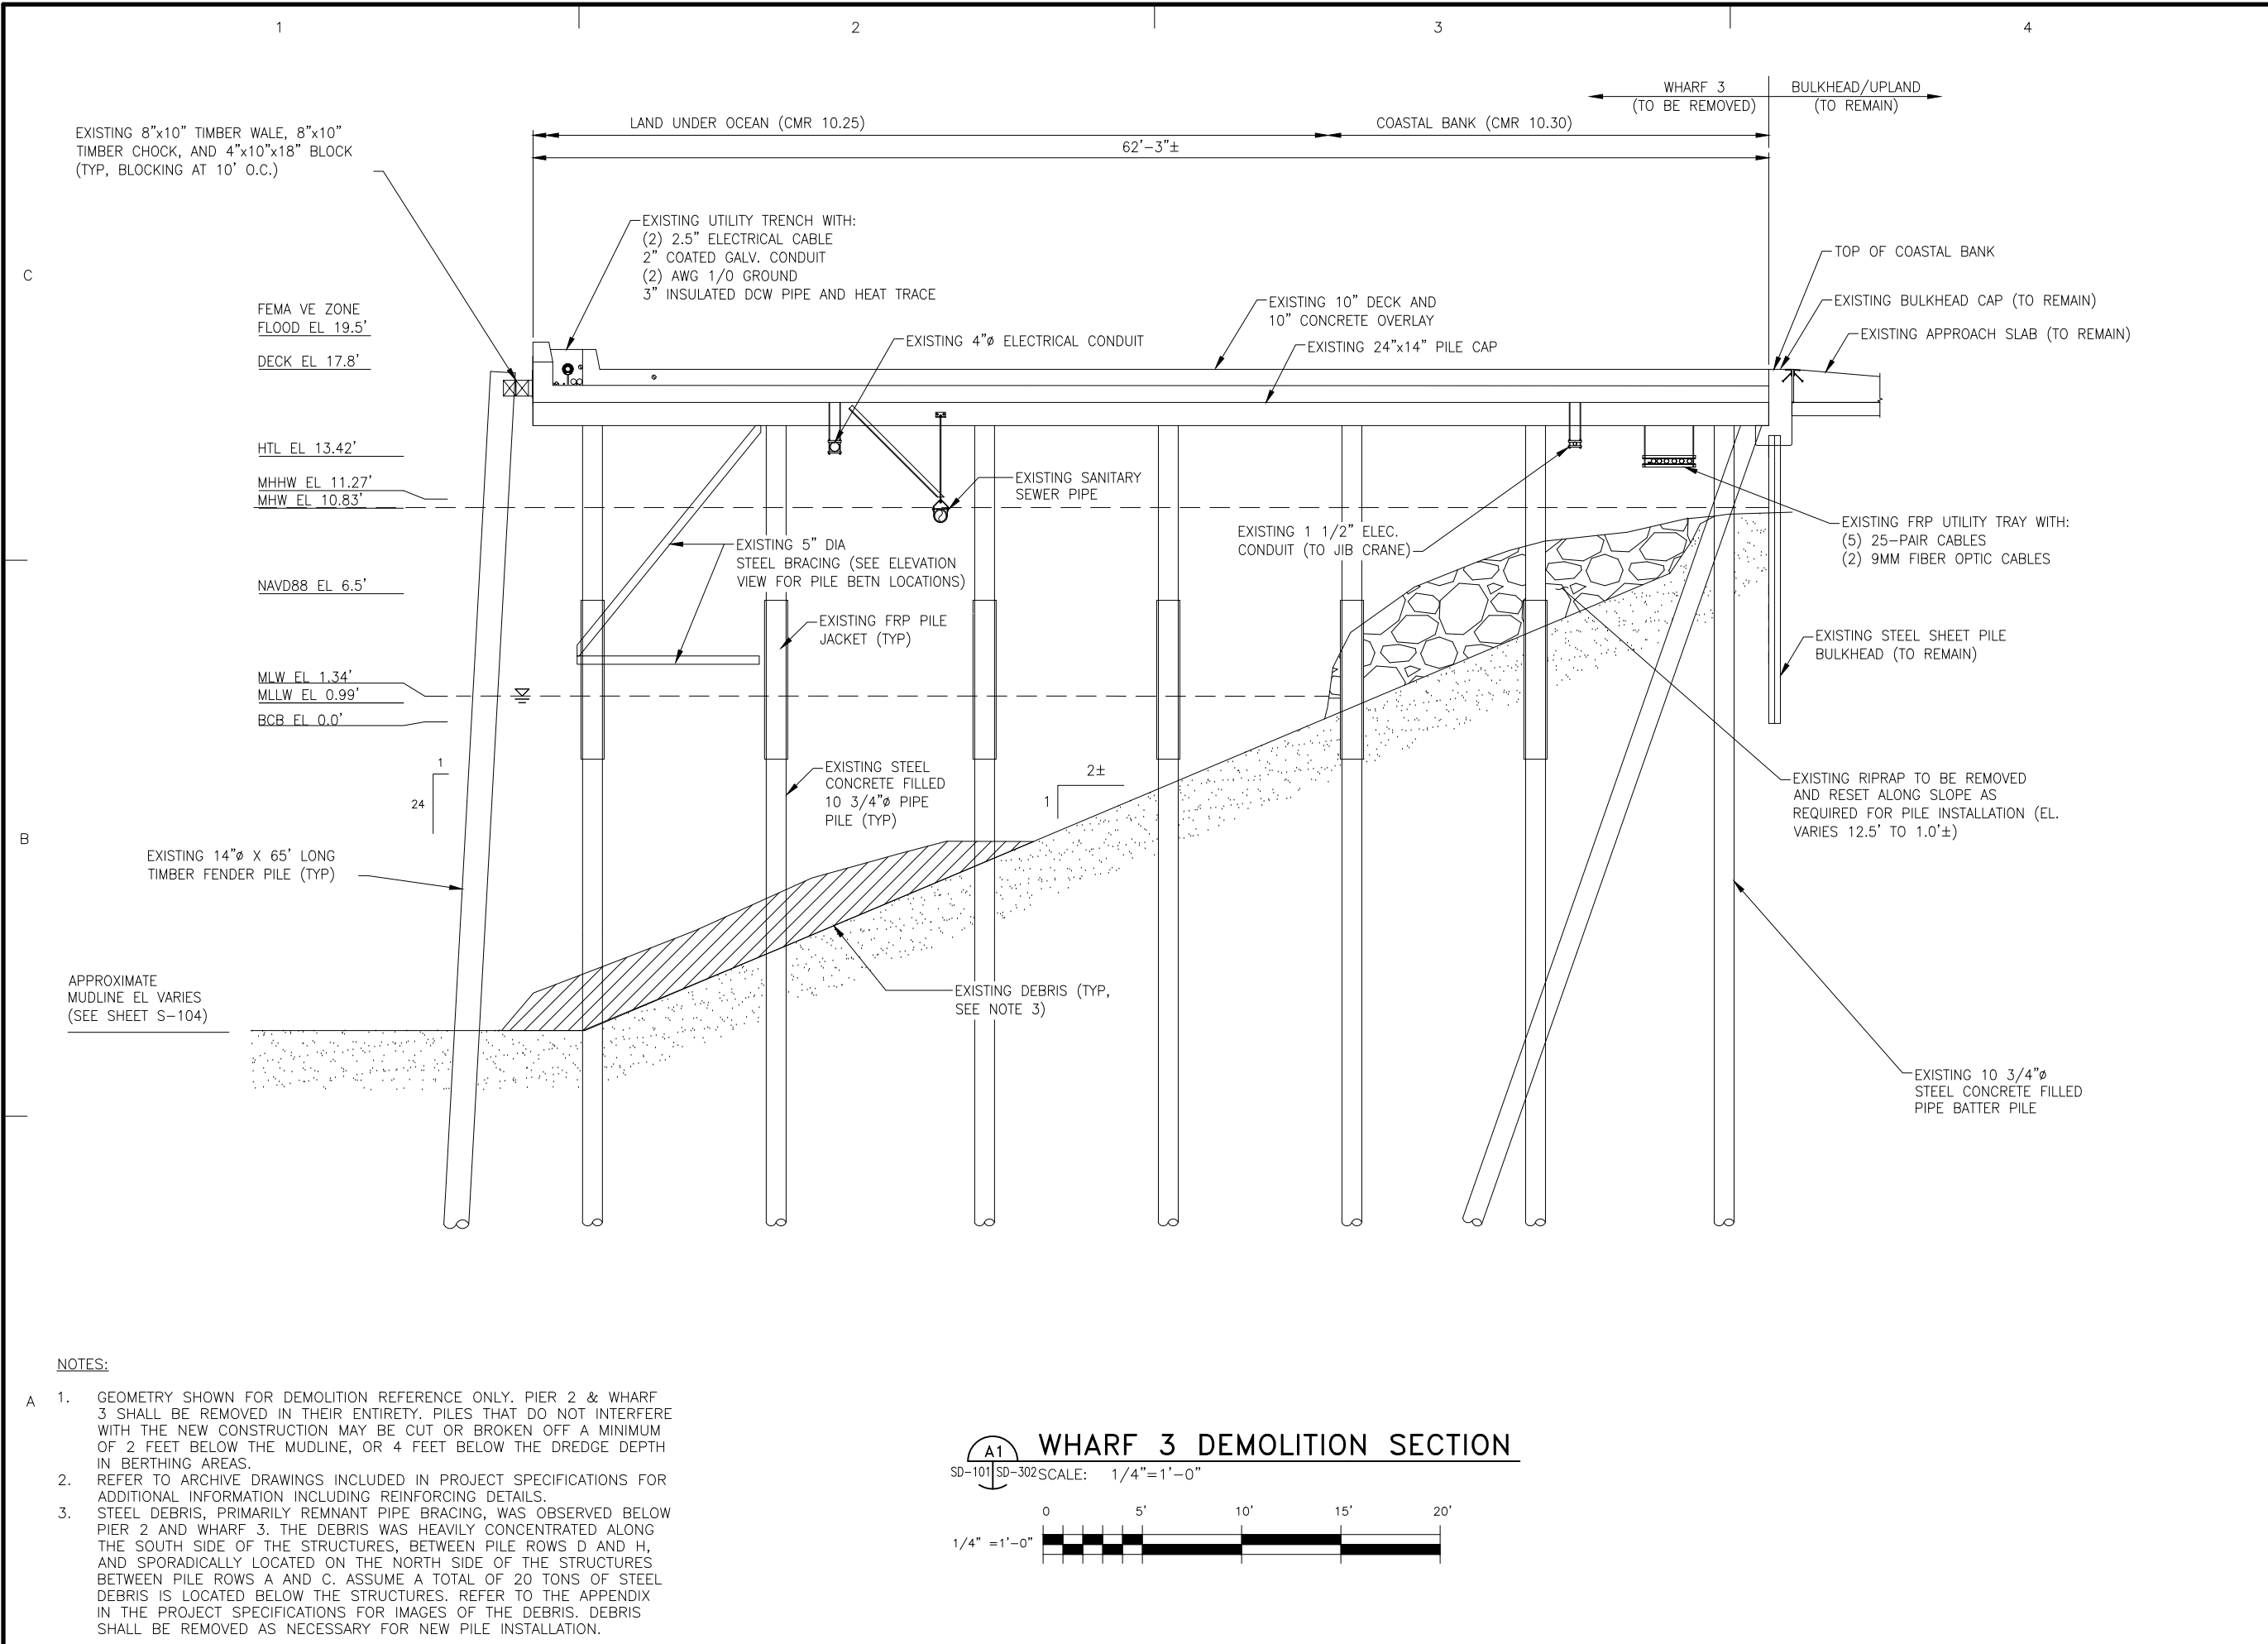 1
2
3
4
C
B
A
WHARF 3
(TO BE REMOVED)
BULKHEAD/UPLAND
(TO REMAIN)
LAND UNDER OCEAN (CMR 10.25)
COASTAL BANK (CMR 10.30)
62'-3"±
EXISTING 8"x10" TIMBER WALE, 8"x10"
TIMBER CHOCK, AND 4"x10"x18" BLOCK
(TYP, BLOCKING AT 10' O.C.)
EXISTING UTILITY TRENCH WITH:
(2) 2.5" ELECTRICAL CABLE
2" COATED GALV. CONDUIT
(2) AWG 1/0 GROUND
3" INSULATED DCW PIPE AND HEAT TRACE
EXISTING 4"ø ELECTRICAL CONDUIT
EXISTING 10" DECK AND
10" CONCRETE OVERLAY
EXISTING 24"x14" PILE CAP
TOP OF COASTAL BANK
EXISTING BULKHEAD CAP (TO REMAIN)
EXISTING APPROACH SLAB (TO REMAIN)
FEMA VE ZONE
FLOOD EL 19.5'
DECK EL 17.8'
HTL EL 13.42'
MHHW EL 11.27'
MHW EL 10.83'
NAVD88 EL 6.5'
MLW EL 1.34'
MLLW EL 0.99'
BCB EL 0.0'
EXISTING SANITARY
SEWER PIPE
EXISTING 5" DIA
STEEL BRACING (SEE ELEVATION
VIEW FOR PILE BETN LOCATIONS)
EXISTING 1 1/2" ELEC.
CONDUIT (TO JIB CRANE)
EXISTING FRP UTILITY TRAY WITH:
(5) 25-PAIR CABLES
(2) 9MM FIBER OPTIC CABLES
EXISTING FRP PILE
JACKET (TYP)
EXISTING STEEL SHEET PILE
BULKHEAD (TO REMAIN)
1
24
EXISTING STEEL
CONCRETE FILLED
10 3/4"ø PIPE
PILE (TYP)
2±
1
EXISTING RIPRAP TO BE REMOVED
AND RESET ALONG SLOPE AS
REQUIRED FOR PILE INSTALLATION (EL.
VARIES 12.5' TO 1.0'±)
EXISTING 14"ø X 65' LONG
TIMBER FENDER PILE (TYP)
APPROXIMATE
MUDLINE EL VARIES
(SEE SHEET S-104)
EXISTING DEBRIS (TYP,
SEE NOTE 3)
EXISTING 10 3/4"ø
STEEL CONCRETE FILLED
PIPE BATTER PILE
NOTES:
1. GEOMETRY SHOWN FOR DEMOLITION REFERENCE ONLY. PIER 2 & WHARF
3 SHALL BE REMOVED IN THEIR ENTIRETY. PILES THAT DO NOT INTERFERE
WITH THE NEW CONSTRUCTION MAY BE CUT OR BROKEN OFF A MINIMUM
OF 2 FEET BELOW THE MUDLINE, OR 4 FEET BELOW THE DREDGE DEPTH
IN BERTHING AREAS.
2. REFER TO ARCHIVE DRAWINGS INCLUDED IN PROJECT SPECIFICATIONS FOR
ADDITIONAL INFORMATION INCLUDING REINFORCING DETAILS.
3. STEEL DEBRIS, PRIMARILY REMNANT PIPE BRACING, WAS OBSERVED BELOW
PIER 2 AND WHARF 3. THE DEBRIS WAS HEAVILY CONCENTRATED ALONG
THE SOUTH SIDE OF THE STRUCTURES, BETWEEN PILE ROWS D AND H,
AND SPORADICALLY LOCATED ON THE NORTH SIDE OF THE STRUCTURES
BETWEEN PILE ROWS A AND C. ASSUME A TOTAL OF 20 TONS OF STEEL
DEBRIS IS LOCATED BELOW THE STRUCTURES. REFER TO THE APPENDIX
IN THE PROJECT SPECIFICATIONS FOR IMAGES OF THE DEBRIS. DEBRIS
SHALL BE REMOVED AS NECESSARY FOR NEW PILE INSTALLATION.
A1 WHARF 3 DEMOLITION SECTION
SD-101 SD-302 SCALE: 1/4"=1'-0"
0 5' 10' 15' 20'
1/4" =1'-0"